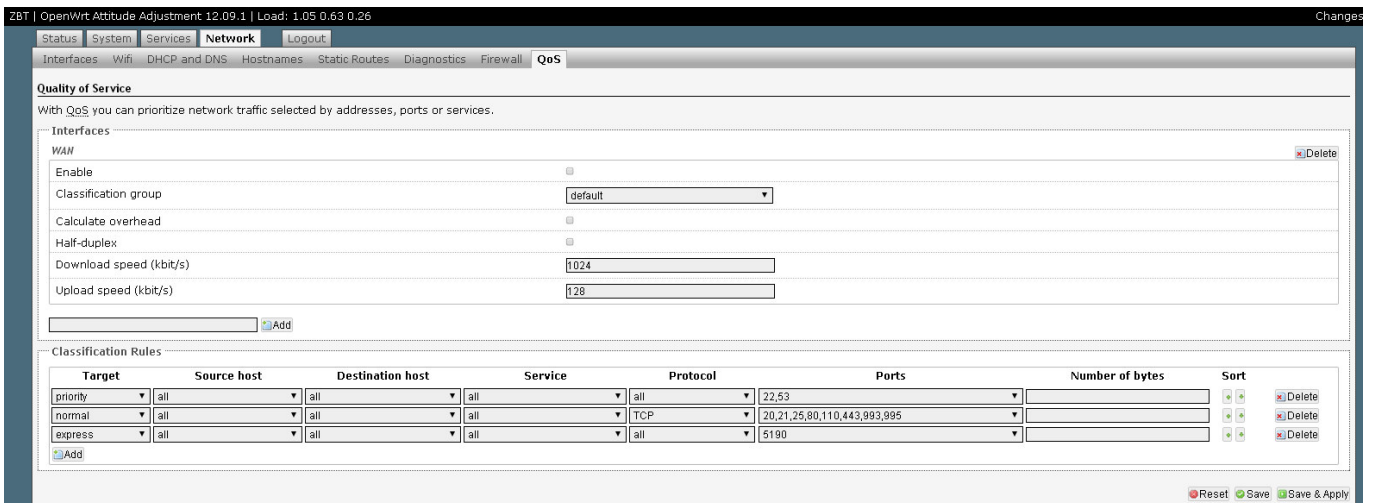 ZBT | OpenWrt Attitude Adjustment 12.09.1 | Load: 1.05 0.63 0.26 Changes
Status System Services Network Logout
Interfaces Wifi DHCP and DNS Hostnames Static Routes Diagnostics Firewall QoS
Quality of Service
With QoS you can prioritize network traffic selected by addresses, ports or services.
Interfaces
WAN Delete
Enable
Classification group default
Calculate overhead
Half-duplex
Download speed (kbit/s) 1024
Upload speed (kbit/s) 128
Add
Classification Rules
Target Source host Destination host Service Protocol Ports Number of bytes Sort
priority all all all all 22,53 Delete
normal all all all TCP 20,21,25,80,110,443,993,995 Delete
express all all all all 5190 Delete
Add
Reset Save Save & Apply